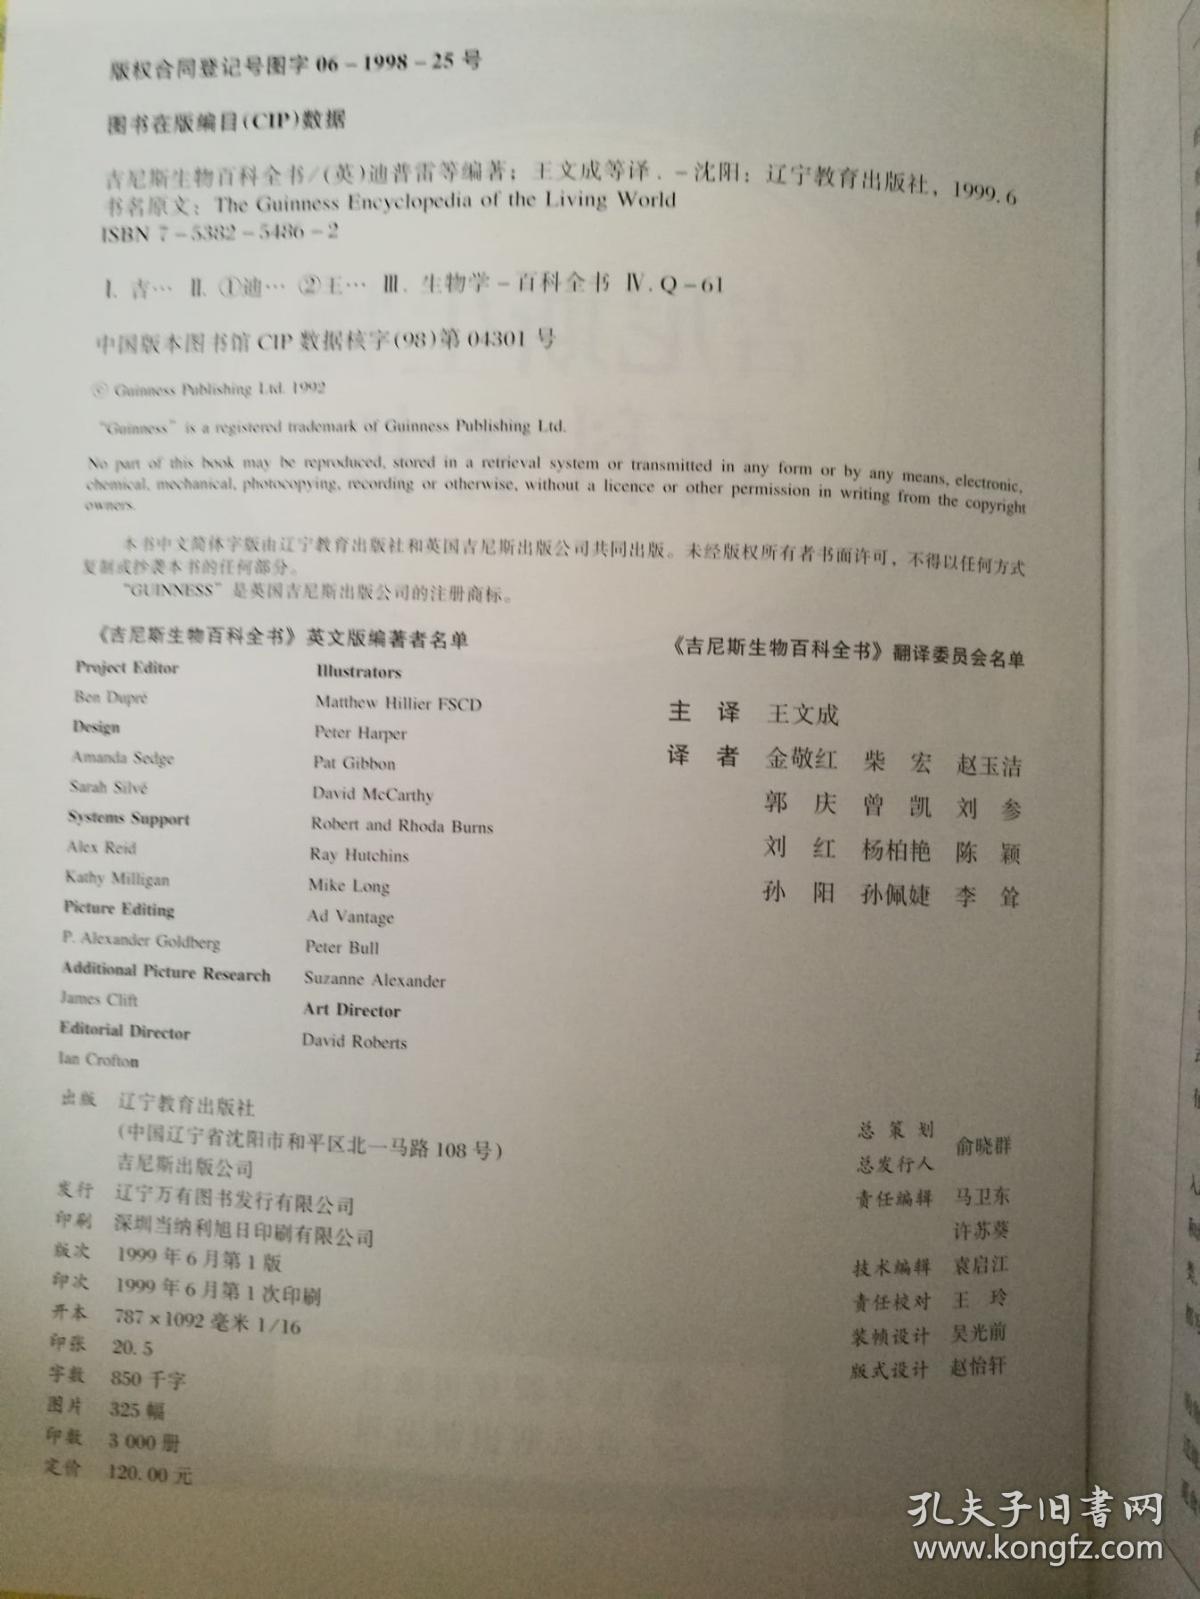 版权合同登记号图字 06-1998-25 号
图书在版编目(CIP)数据
吉尼斯生物百科全书/(英)迪普雷等编著；王文成等译．-沈阳：辽宁教育出版社，1999.6
书名原文：The Guinness Encyclopedia of the Living World
ISBN 7-5382-5486-2
Ⅰ. 吉… Ⅱ. ①迪… ②王… Ⅲ. 生物学-百科全书 Ⅳ. Q-61
中国版本图书馆 CIP 数据核字(98)第 04301 号
© Guinness Publishing Ltd. 1992
"Guinness" is a registered trademark of Guinness Publishing Ltd.
No part of this book may be reproduced, stored in a retrieval system or transmitted in any form or by any means, electronic,
chemical, mechanical, photocopying, recording or otherwise, without a licence or other permission in writing from the copyright
owners.
本书中文简体字版由辽宁教育出版社和英国吉尼斯出版公司共同出版。未经版权所有者书面许可，不得以任何方式
复制或抄袭本书的任何部分。
"GUINNESS" 是英国吉尼斯出版公司的注册商标。
《吉尼斯生物百科全书》英文版编著者名单
Project Editor
Ben Dupré
Design
Amanda Sedge
Sarah Silvé
Systems Support
Alex Reid
Kathy Milligan
Picture Editing
P. Alexander Goldberg
Additional Picture Research
James Clift
Editorial Director
Ian Crofton
Illustrators
Matthew Hillier FSCD
Peter Harper
Pat Gibbon
David McCarthy
Robert and Rhoda Burns
Ray Hutchins
Mike Long
Ad Vantage
Peter Bull
Suzanne Alexander
Art Director
David Roberts
《吉尼斯生物百科全书》翻译委员会名单
主 译 王文成
译 者 金敬红 柴 宏 赵玉洁
郭 庆 曾 凯 刘 参
刘 红 杨柏艳 陈 颖
孙 阳 孙佩婕 李 耸
出版 辽宁教育出版社
(中国辽宁省沈阳市和平区北一马路 108 号)
吉尼斯出版公司
发行 辽宁万有图书发行有限公司
印刷 深圳当纳利旭日印刷有限公司
版次 1999 年 6 月第 1 版
印次 1999 年 6 月第 1 次印刷
开本 787×1092 毫米 1/16
印张 20.5
字数 850 千字
图片 325 幅
印数 3 000 册
定价 120.00 元
总 策 划
总发行人 俞晓群
责任编辑 马卫东
许苏葵
技术编辑 袁启江
责任校对 王 玲
装帧设计 吴光前
版式设计 赵怡轩
孔夫子旧书网
www.kongfz.com